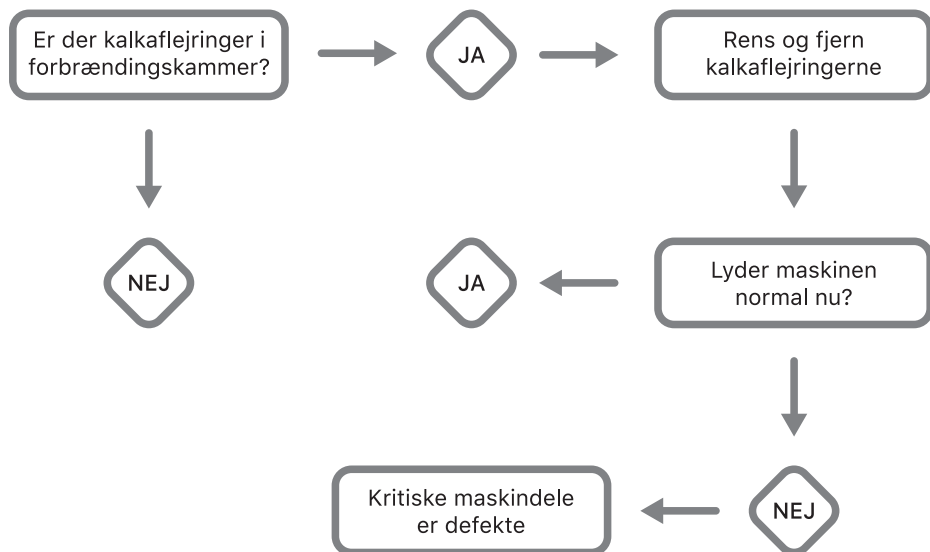 Er der kalkaflejringer i
forbrændingskammer?
JA
Rens og fjern
kalkaflejringerne
NEJ
JA
Lyder maskinen
normal nu?
Kritiske maskindele
er defekte
NEJ